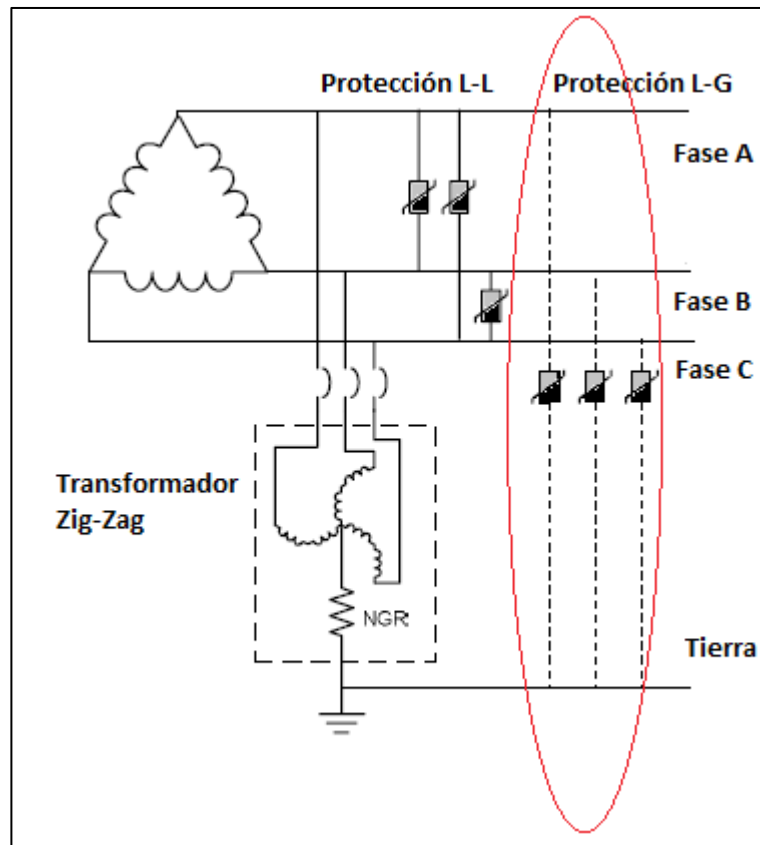 Protección L-L
Protección L-G
Fase A
Fase B
Fase C
Transformador
Zig-Zag
NGR
Tierra